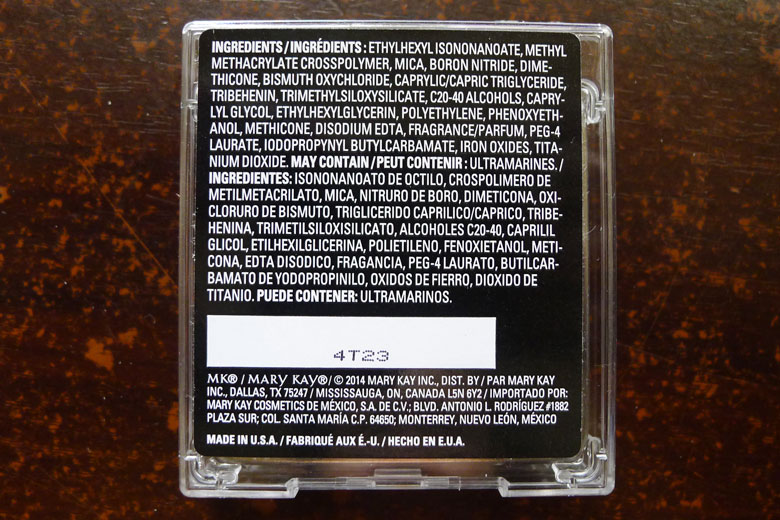 INGREDIENTS/INGRÉDIENTS: ETHYLHEXYL ISONONANOATE, METHYL
METHACRYLATE CROSSPOLYMER, MICA, BORON NITRIDE, DIME-
THICONE, BISMUTH OXYCHLORIDE, CAPRYLIC/CAPRIC TRIGLYCERIDE,
TRIBEHENIN, TRIMETHYLSILOXYSILICATE, C20-40 ALCOHOLS, CAPRY-
LYL GLYCOL, ETHYLHEXYLGLYCERIN, POLYETHYLENE, PHENOXYETH-
ANOL, METHICONE, DISODIUM EDTA, FRAGRANCE/PARFUM, PEG-4
LAURATE, IODOPROPYNYL BUTYLCARBAMATE, IRON OXIDES, TITA-
NIUM DIOXIDE. MAY CONTAIN/PEUT CONTENIR: ULTRAMARINES./
INGREDIENTES: ISONONANOATO DE OCTILO, CROSPOLIMERO DE
METILMETACRILATO, MICA, NITRURO DE BORO, DIMETICONA, OXI-
CLORURO DE BISMUTO, TRIGLICERIDO CAPRILICO/CAPRICO, TRIBE-
HENINA, TRIMETILSILOXISILICATO, ALCOHOLES C20-40, CAPRILIL
GLICOL, ETILHEXILGLICERINA, POLIETILENO, FENOXIETANOL, METI-
CONA, EDTA DISODICO, FRAGANCIA, PEG-4 LAURATO, BUTILCAR-
BAMATO DE YODOPROPINILO, OXIDOS DE FIERRO, DIOXIDO DE
TITANIO. PUEDE CONTENER: ULTRAMARINOS.
4T23
MK® / MARY KAY® / © 2014 MARY KAY INC., DIST. BY / PAR MARY KAY
INC., DALLAS, TX 75247 / MISSISSAUGA, ON, CANADA L5N 6Y2 / IMPORTADO POR:
MARY KAY COSMETICS DE MÉXICO, S.A. DE C.V.; BLVD. ANTONIO L. RODRÍGUEZ #1882
PLAZA SUR; COL. SANTA MARÍA C.P. 64650; MONTERREY, NUEVO LEÓN, MÉXICO
MADE IN U.S.A. / FABRIQUÉ AUX É.-U. / HECHO EN E.U.A.